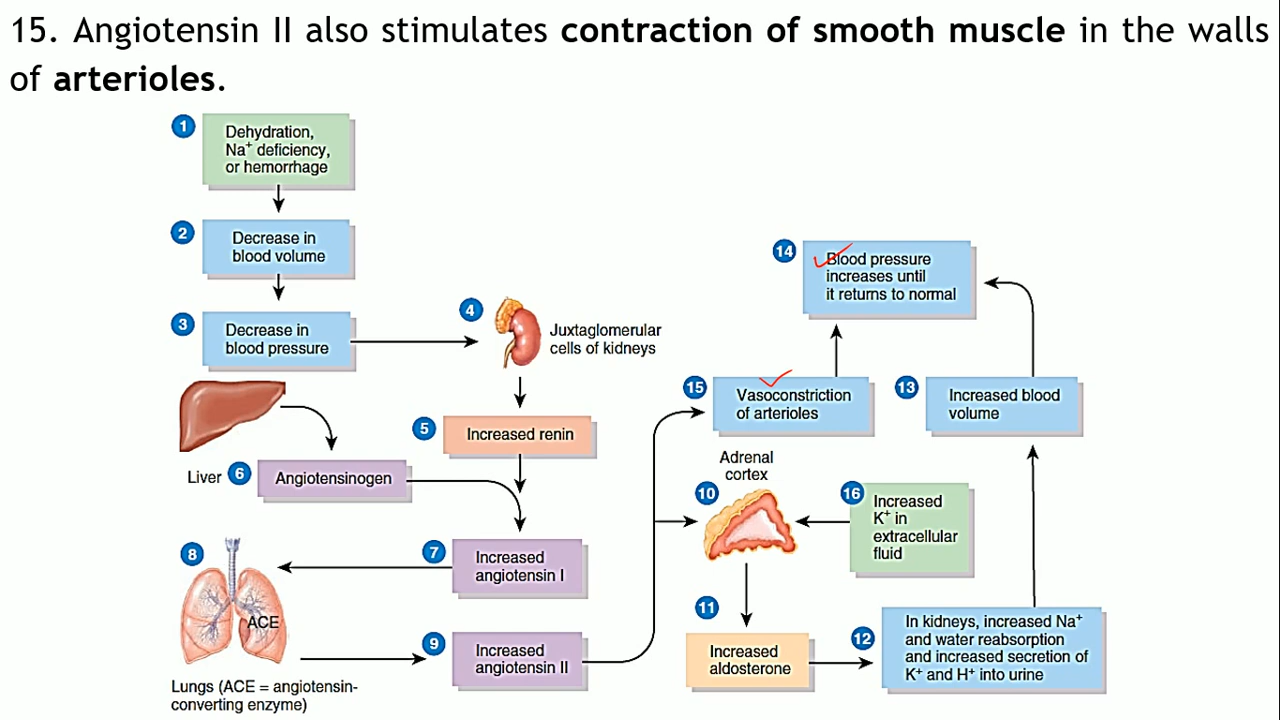 15. Angiotensin II also stimulates contraction of smooth muscle in the walls
of arterioles.
1
Dehydration,
Na⁺ deficiency,
or hemorrhage
2
Decrease in
blood volume
3
Decrease in
blood pressure
4
Juxtaglomerular
cells of kidneys
5
Increased renin
Liver
6
Angiotensinogen
7
Increased
angiotensin I
8
ACE
Lungs (ACE = angiotensin-
converting enzyme)
9
Increased
angiotensin II
10
Adrenal
cortex
11
Increased
aldosterone
12
In kidneys, increased Na⁺
and water reabsorption
and increased secretion of
K⁺ and H⁺ into urine
13
Increased blood
volume
14
Blood pressure
increases until
it returns to normal
15
Vasoconstriction
of arterioles
16
Increased
K⁺ in
extracellular
fluid